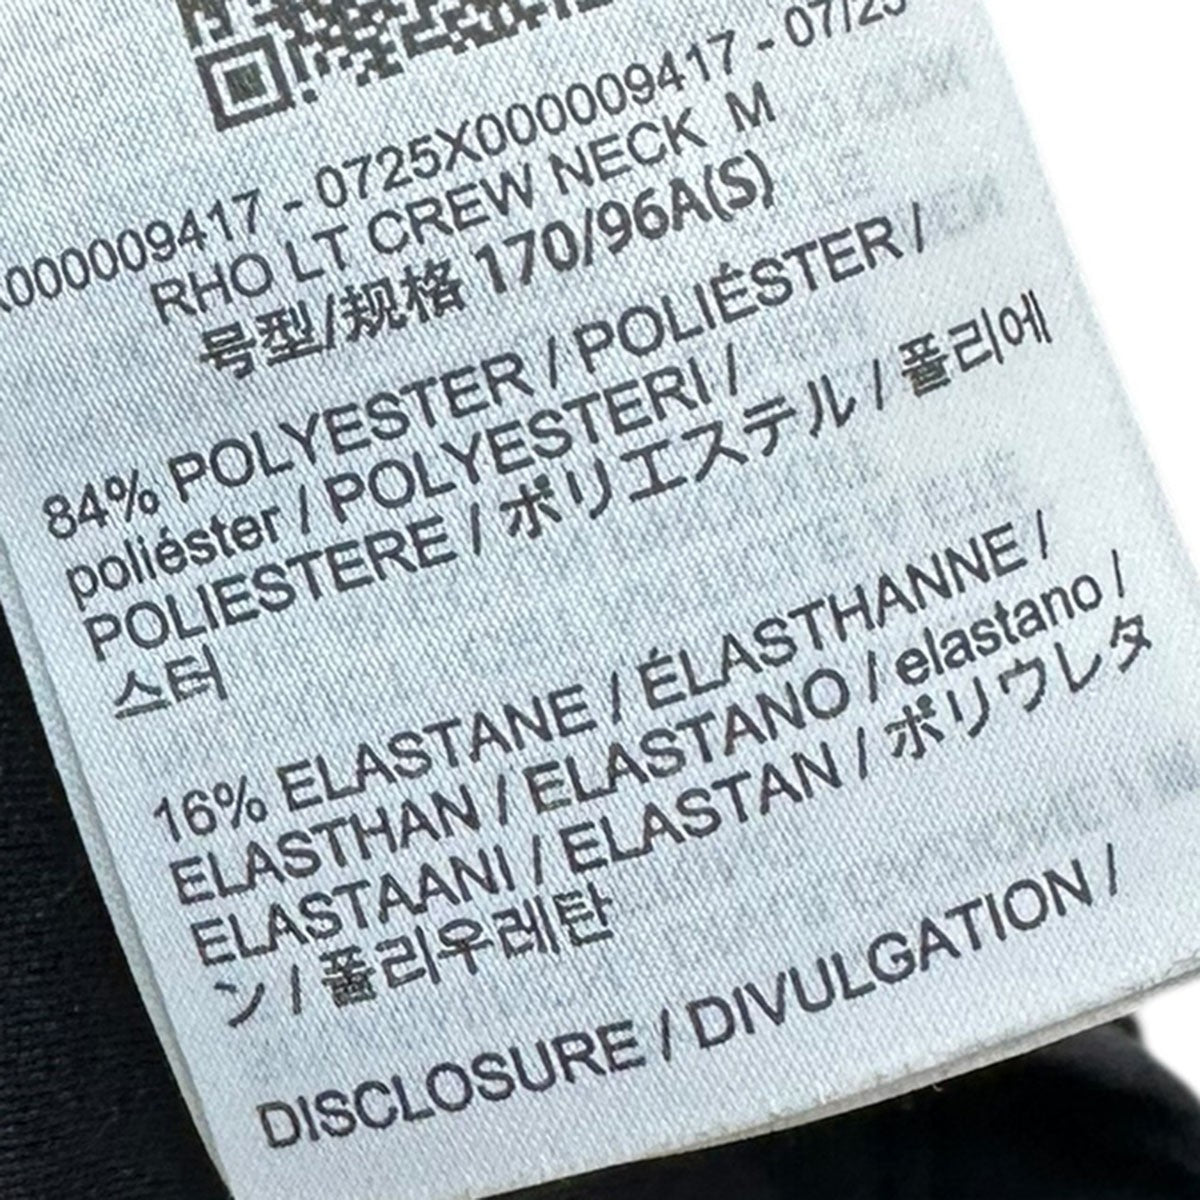 X000009417 - 0725X000009417 - 07/25
RHO LT CREW NECK M
号型/规格 170/96A(S)
84% POLYESTER / POLIÉSTER /
poliéster / POLYESTERI /
POLIESTERE / ポリエステル / 폴리에
스터
16% ELASTANE / ÉLASTHANNE /
ELASTHAN / ELASTANO / elastano /
ELASTAANI / ELASTAN / ポリウレタ
ン / 폴리우레탄
DISCLOSURE / DIVULGATION /